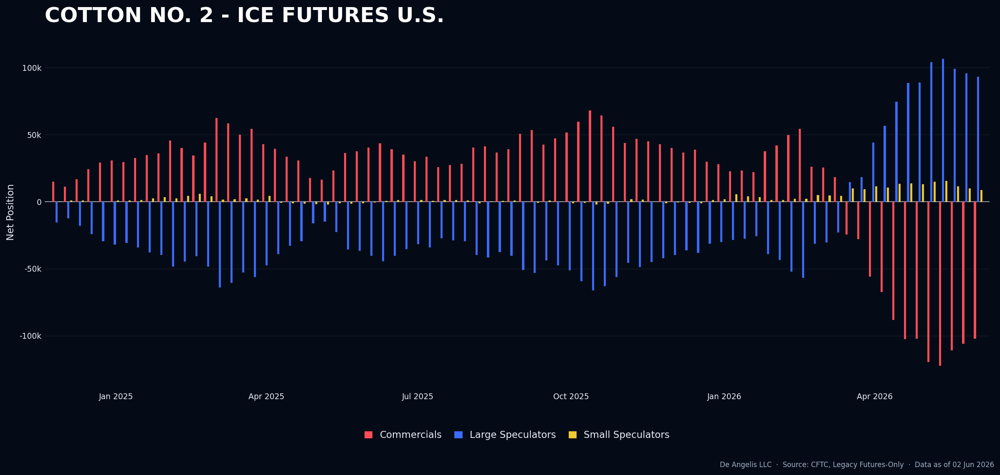 COTTON NO. 2 - ICE FUTURES U.S.
Net Position
100k
50k
0
-50k
-100k
Jan 2025 Apr 2025 Jul 2025 Oct 2025 Jan 2026 Apr 2026
Commercials Large Speculators Small Speculators
De Angelis LLC · Source: CFTC, Legacy Futures-Only · Data as of 02 Jun 2026